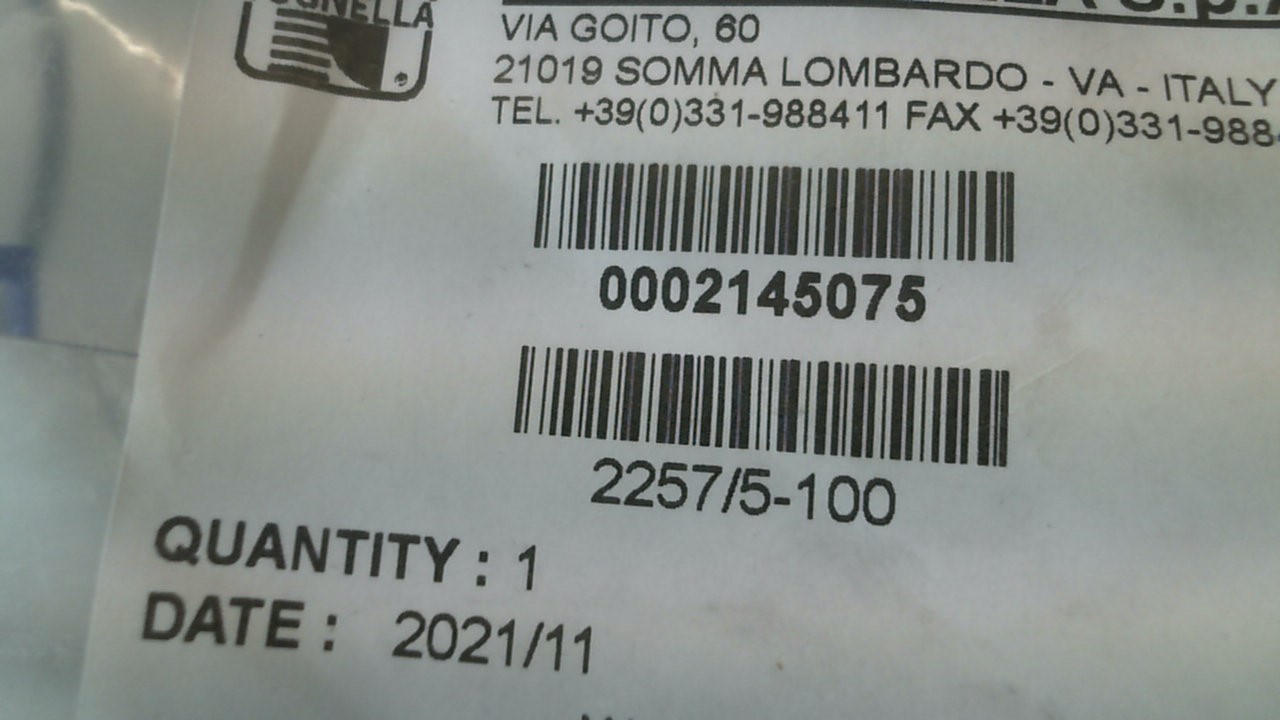 VIA GOITO, 60
21019 SOMMA LOMBARDO - VA - ITALY
TEL. +39(0)331-988411 FAX +39(0)331-988
0002145075
2257/5-100
QUANTITY : 1
DATE : 2021/11